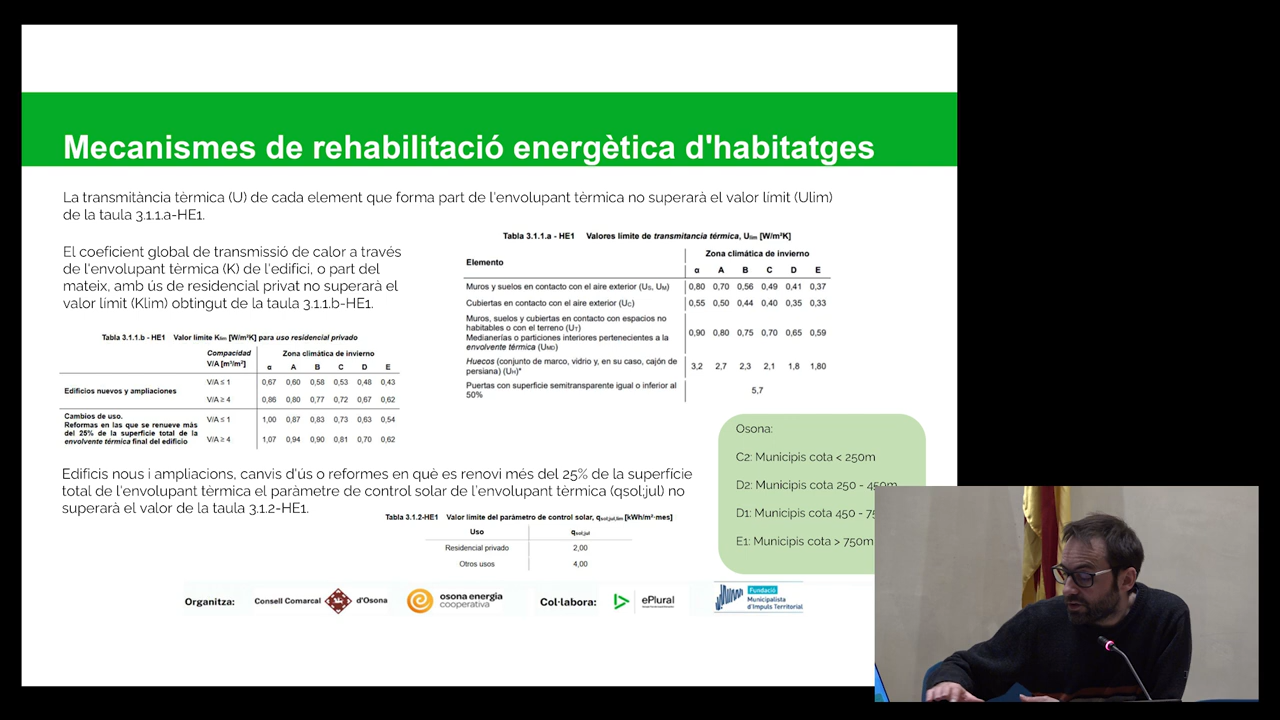 Mecanismes de rehabilitació energètica d'habitatges
La transmitància tèrmica (U) de cada element que forma part de l'envolupant tèrmica no superarà el valor límit (Ulim)
de la taula 3.1.1.a-HE1.
El coeficient global de transmissió de calor a través
de l'envolupant tèrmica (K) de l'edifici, o part del
mateix, amb ús de residencial privat no superarà el
valor límit (Klim) obtingut de la taula 3.1.1.b-HE1.
Tabla 3.1.1.a - HE1 Valores límite de transmitancia térmica, Ulim [W/m²K]
Elemento
Zona climática de invierno
α A B C D E
Muros y suelos en contacto con el aire exterior (US, UM) 0,80 0,70 0,56 0,49 0,41 0,37
Cubiertas en contacto con el aire exterior (UC) 0,55 0,50 0,44 0,40 0,35 0,33
Muros, suelos y cubiertas en contacto con espacios no
habitables o con el terreno (UT)
Medianerías o particiones interiores pertenecientes a la
envolvente térmica (UMD)
0,90 0,80 0,75 0,70 0,65 0,59
Huecos (conjunto de marco, vidrio y, en su caso, cajón de
persiana) (UH)*
3,2 2,7 2,3 2,1 1,8 1,80
Puertas con superficie semitransparente igual o inferior al
50%
5,7
Tabla 3.1.1.b - HE1 Valor límite Klim [W/m²K] para uso residencial privado
Compacidad
V/A [m³/m²]
Zona climática de invierno
α A B C D E
Edificios nuevos y ampliaciones
V/A ≤ 1 0,67 0,60 0,58 0,53 0,48 0,43
V/A ≥ 4 0,86 0,80 0,77 0,72 0,67 0,62
Cambios de uso.
Reformas en las que se renueve más
del 25% de la superficie total de la
envolvente térmica final del edificio
V/A ≤ 1 1,00 0,87 0,83 0,73 0,63 0,54
V/A ≥ 4 1,07 0,94 0,90 0,81 0,70 0,62
Edificis nous i ampliacions, canvis d'ús o reformes en què es renovi més del 25% de la superfície
total de l'envolupant tèrmica el paràmetre de control solar de l'envolupant tèrmica (qsol;jul) no
superarà el valor de la taula 3.1.2-HE1.
Tabla 3.1.2-HE1 Valor límite del parámetro de control solar, qsol;jul,lim [kWh/m²·mes]
Uso qsol;jul
Residencial privado 2,00
Otros usos 4,00
Osona:
C2: Municipis cota < 250m
D2: Municipis cota 250 - 450m
D1: Municipis cota 450 - 75
E1: Municipis cota > 750m
Organitza:
Consell Comarcal d'Osona
osona energia
cooperativa
Col·labora:
ePlural
Fundació
Municipalista
d'Impuls Territorial